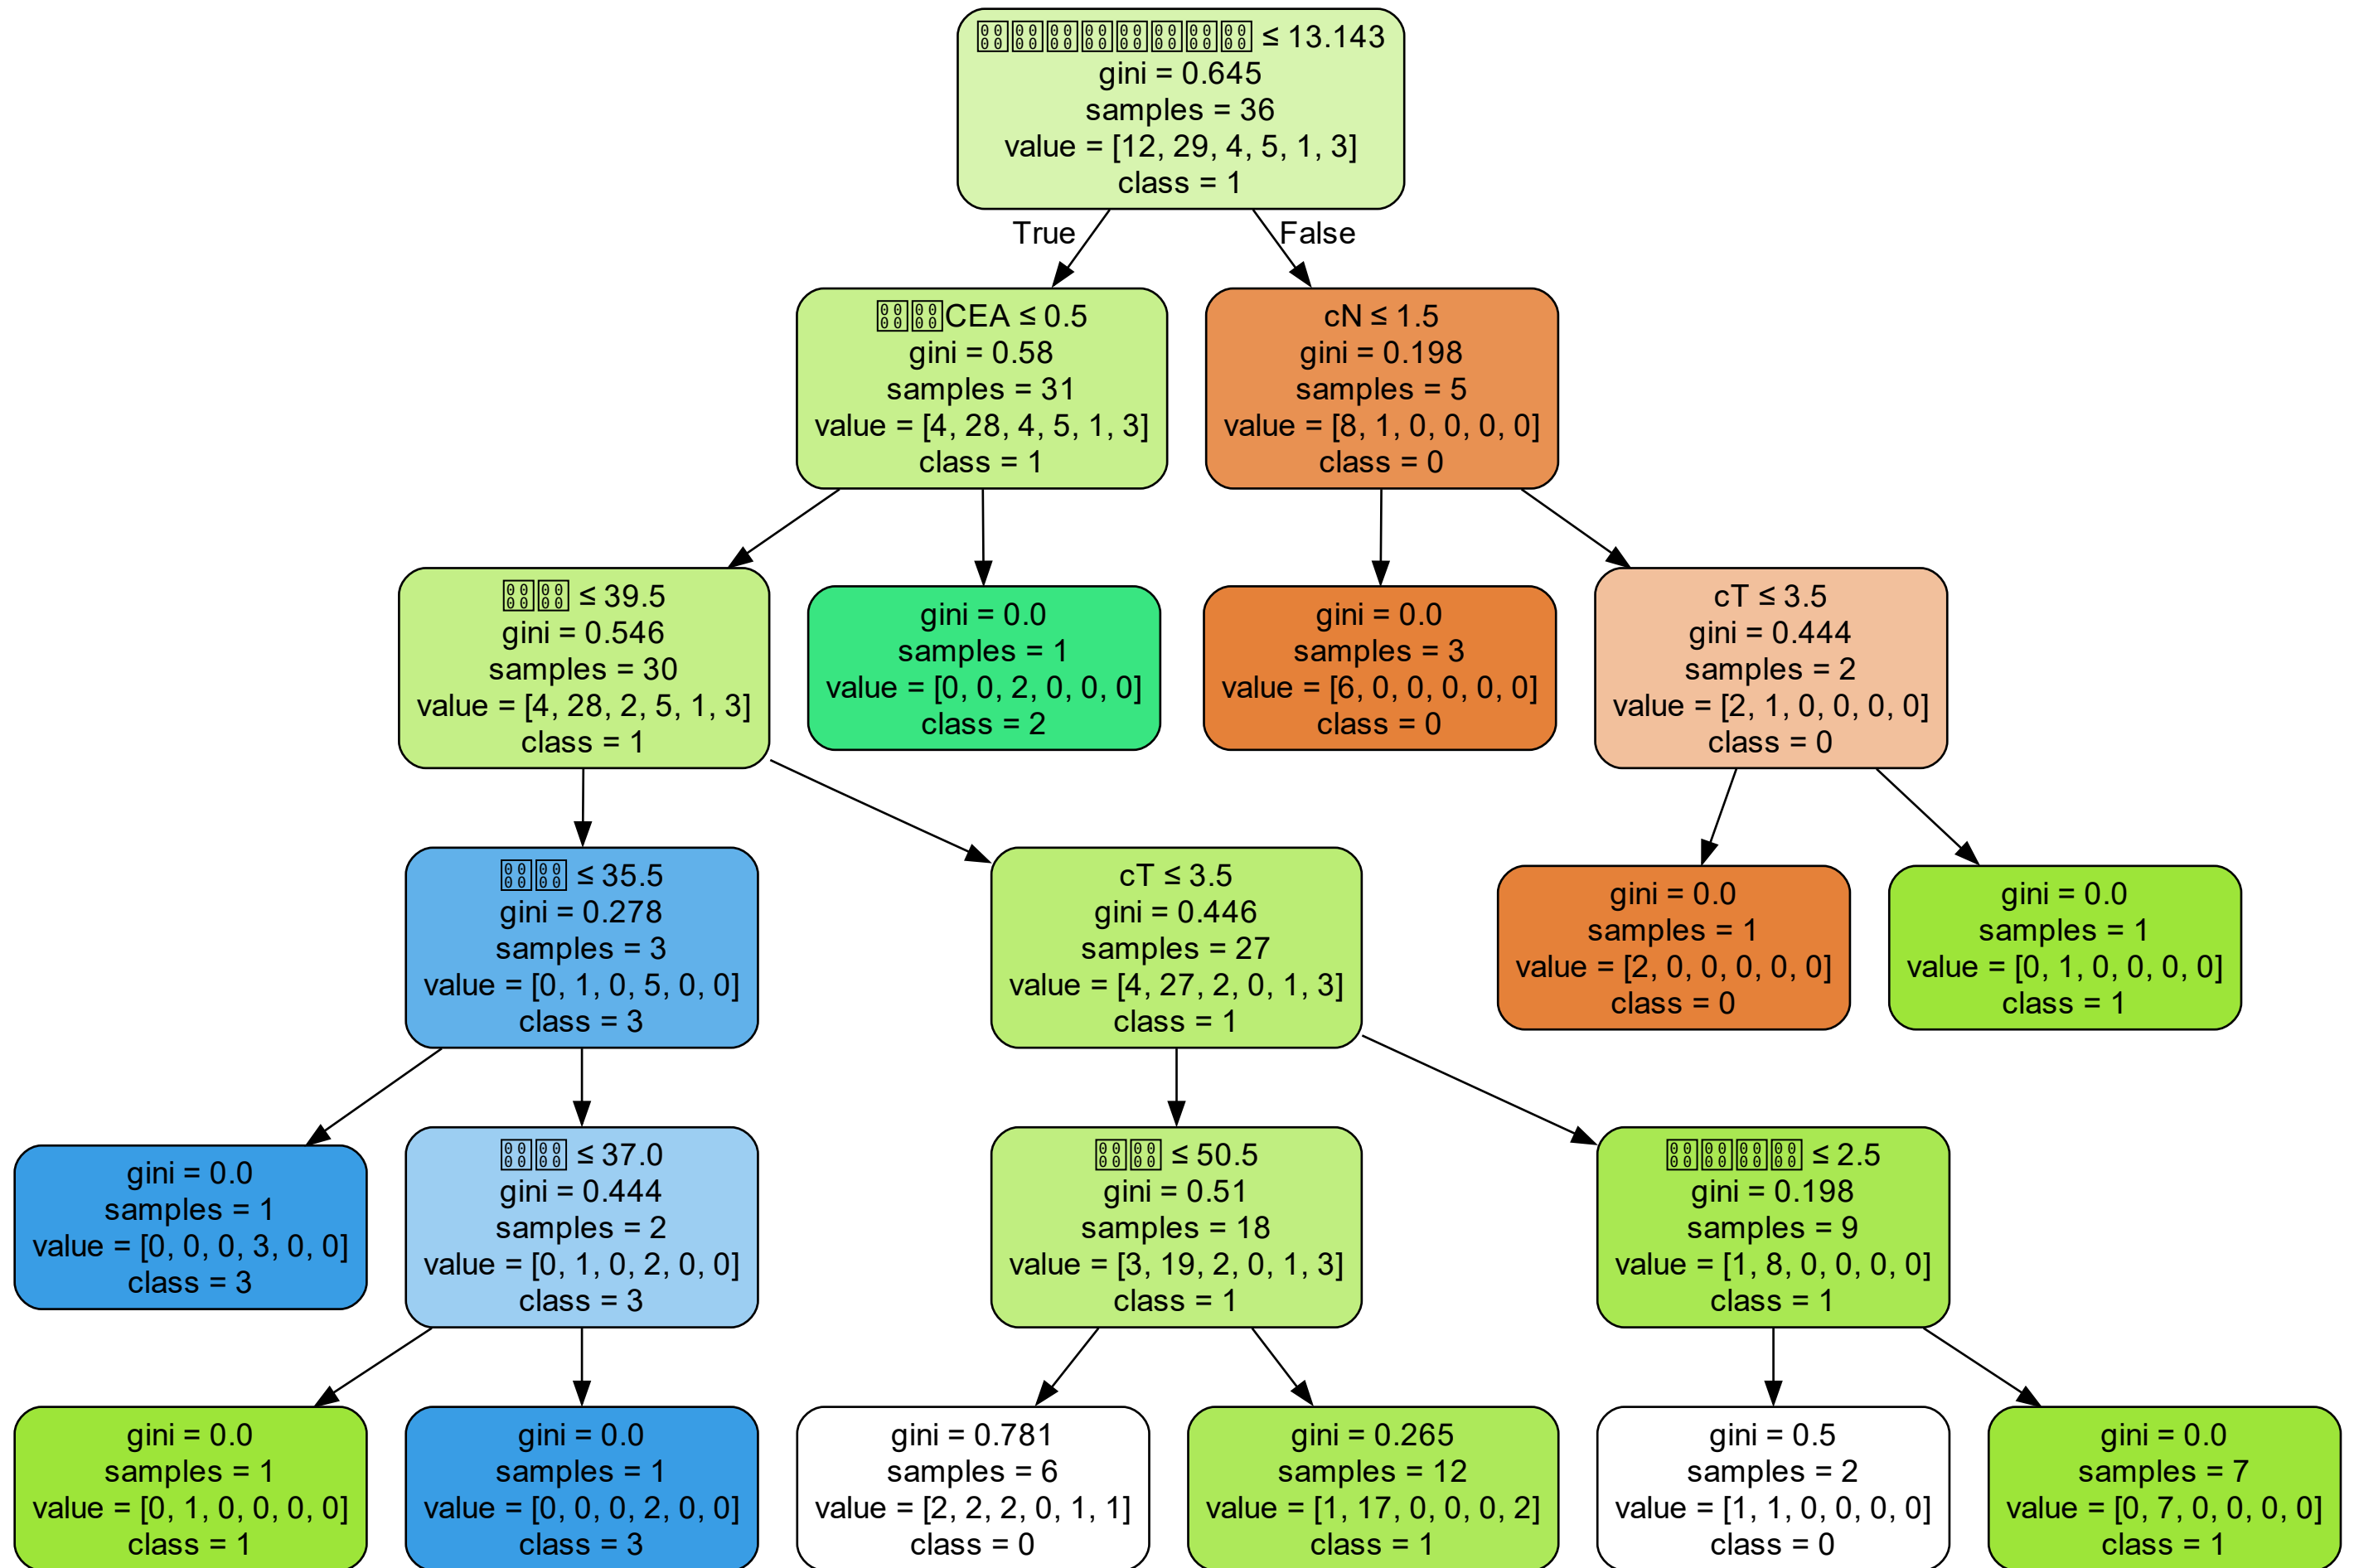 ≤ 13.143
gini = 0.645
samples = 36
value = [12, 29, 4, 5, 1, 3]
class = 1
True
False
CEA ≤ 0.5
gini = 0.58
samples = 31
value = [4, 28, 4, 5, 1, 3]
class = 1
cN ≤ 1.5
gini = 0.198
samples = 5
value = [8, 1, 0, 0, 0, 0]
class = 0
≤ 39.5
gini = 0.546
samples = 30
value = [4, 28, 2, 5, 1, 3]
class = 1
gini = 0.0
samples = 1
value = [0, 0, 2, 0, 0, 0]
class = 2
gini = 0.0
samples = 3
value = [6, 0, 0, 0, 0, 0]
class = 0
cT ≤ 3.5
gini = 0.444
samples = 2
value = [2, 1, 0, 0, 0, 0]
class = 0
≤ 35.5
gini = 0.278
samples = 3
value = [0, 1, 0, 5, 0, 0]
class = 3
cT ≤ 3.5
gini = 0.446
samples = 27
value = [4, 27, 2, 0, 1, 3]
class = 1
gini = 0.0
samples = 1
value = [2, 0, 0, 0, 0, 0]
class = 0
gini = 0.0
samples = 1
value = [0, 1, 0, 0, 0, 0]
class = 1
gini = 0.0
samples = 1
value = [0, 0, 0, 3, 0, 0]
class = 3
≤ 37.0
gini = 0.444
samples = 2
value = [0, 1, 0, 2, 0, 0]
class = 3
≤ 50.5
gini = 0.51
samples = 18
value = [3, 19, 2, 0, 1, 3]
class = 1
≤ 2.5
gini = 0.198
samples = 9
value = [1, 8, 0, 0, 0, 0]
class = 1
gini = 0.0
samples = 1
value = [0, 1, 0, 0, 0, 0]
class = 1
gini = 0.0
samples = 1
value = [0, 0, 0, 2, 0, 0]
class = 3
gini = 0.781
samples = 6
value = [2, 2, 2, 0, 1, 1]
class = 0
gini = 0.265
samples = 12
value = [1, 17, 0, 0, 0, 2]
class = 1
gini = 0.5
samples = 2
value = [1, 1, 0, 0, 0, 0]
class = 0
gini = 0.0
samples = 7
value = [0, 7, 0, 0, 0, 0]
class = 1